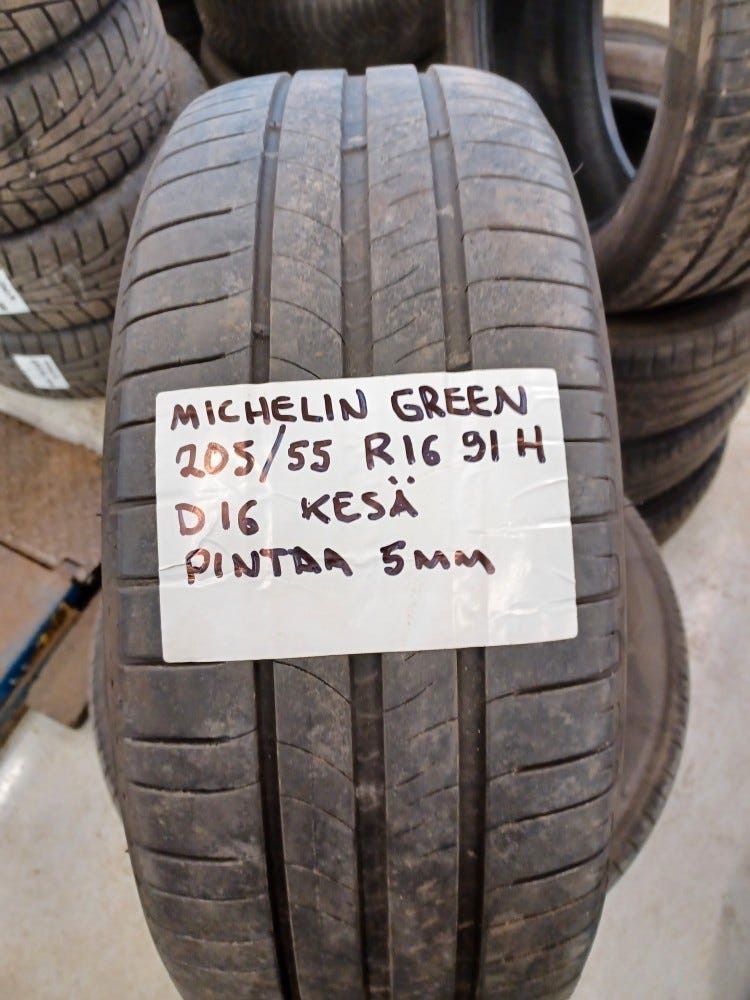 MICHELIN GREEN
205/55 R16 91 H
D16 KESÄ
PINTAA 5MM